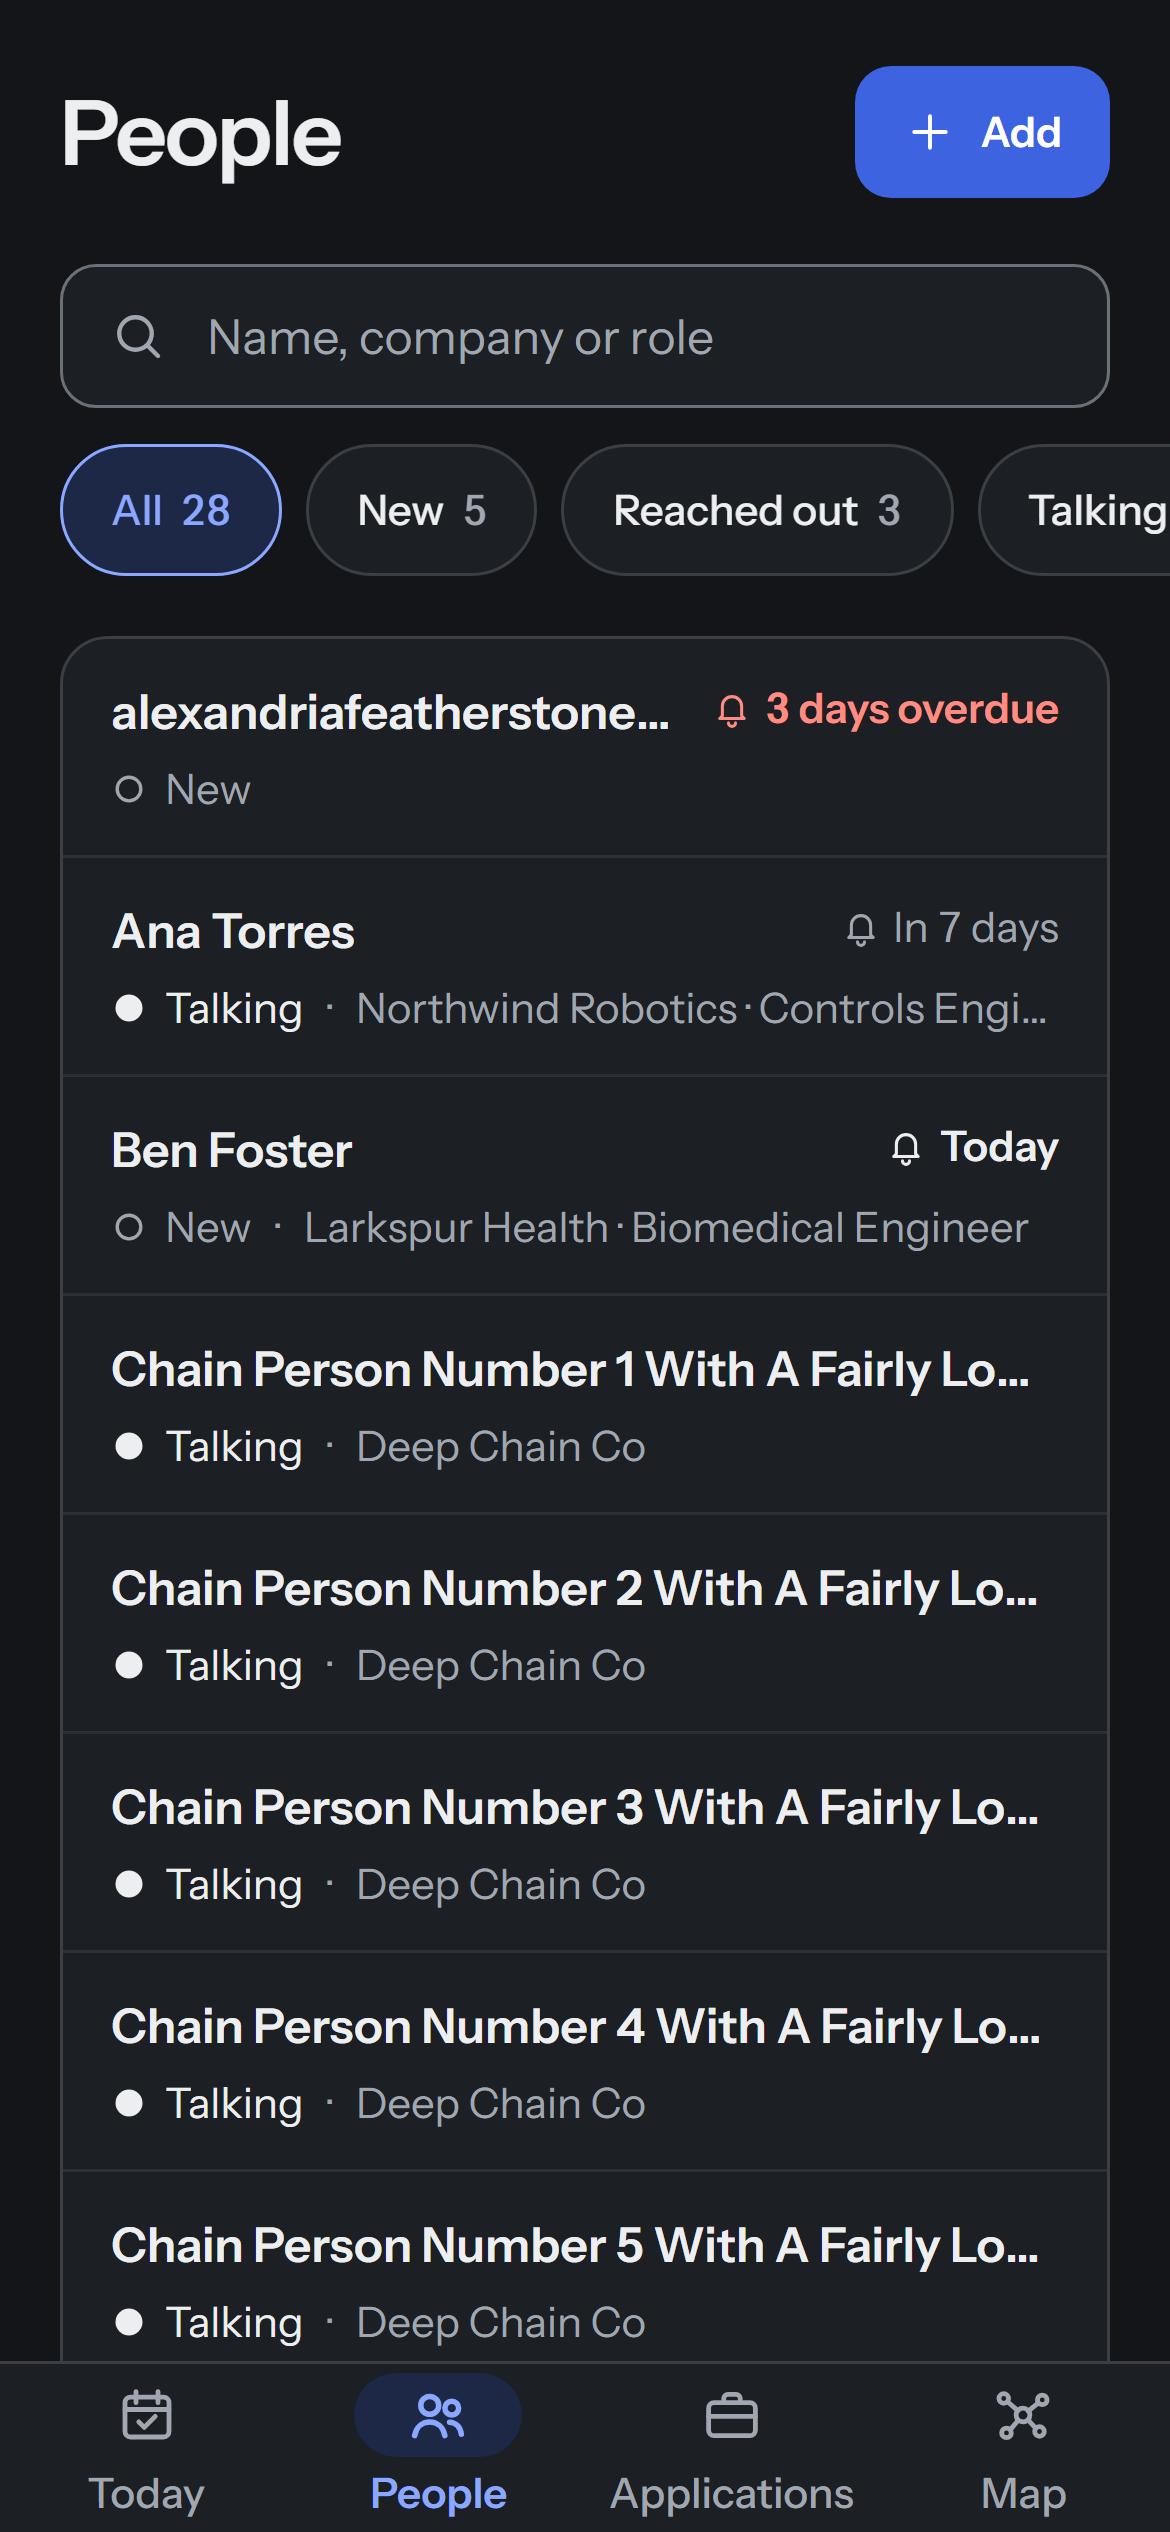 People
Add
Name, company or role
All 28 New 5 Reached out 3 Talking
alexandriafeatherstone... 3 days overdue
New
Ana Torres In 7 days
Talking · Northwind Robotics · Controls Engi...
Ben Foster Today
New · Larkspur Health · Biomedical Engineer
Chain Person Number 1 With A Fairly Lo...
Talking · Deep Chain Co
Chain Person Number 2 With A Fairly Lo...
Talking · Deep Chain Co
Chain Person Number 3 With A Fairly Lo...
Talking · Deep Chain Co
Chain Person Number 4 With A Fairly Lo...
Talking · Deep Chain Co
Chain Person Number 5 With A Fairly Lo...
Talking · Deep Chain Co
Today People Applications Map